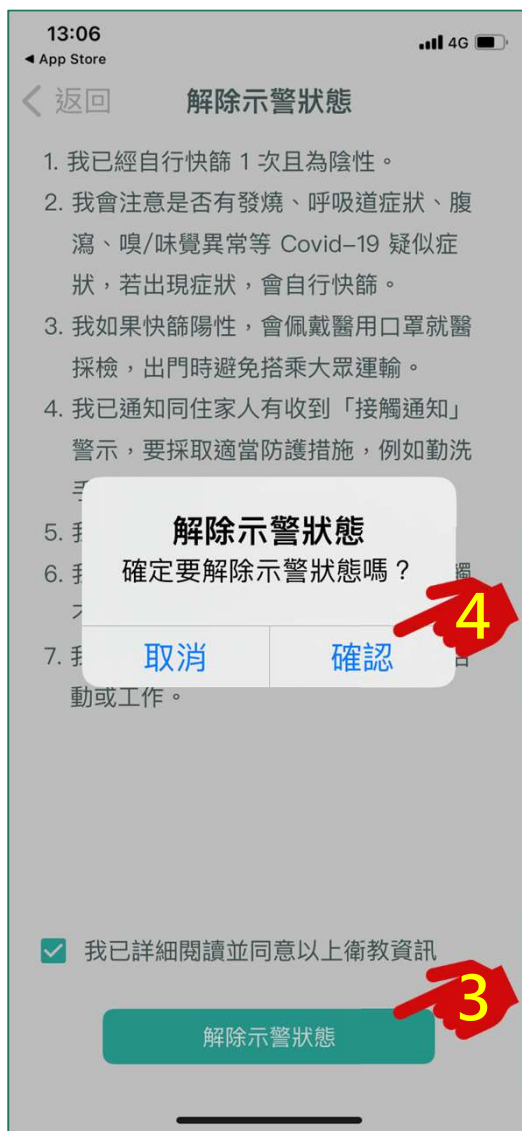 13:06
4G
◀ App Store
返回
解除示警狀態
1. 我已經自行快篩 1 次且為陰性。
2. 我會注意是否有發燒、呼吸道症狀、腹
瀉、嗅/味覺異常等 Covid-19 疑似症
狀，若出現症狀，會自行快篩。
3. 我如果快篩陽性，會佩戴醫用口罩就醫
採檢，出門時避免搭乘大眾運輸。
4. 我已通知同住家人有收到「接觸通知」
警示，要採取適當防護措施，例如勤洗
5. 我
6. 我
7. 我
動或工作。
解除示警狀態
確定要解除示警狀態嗎？
取消
確認
4
我已詳細閱讀並同意以上衛教資訊
3
解除示警狀態